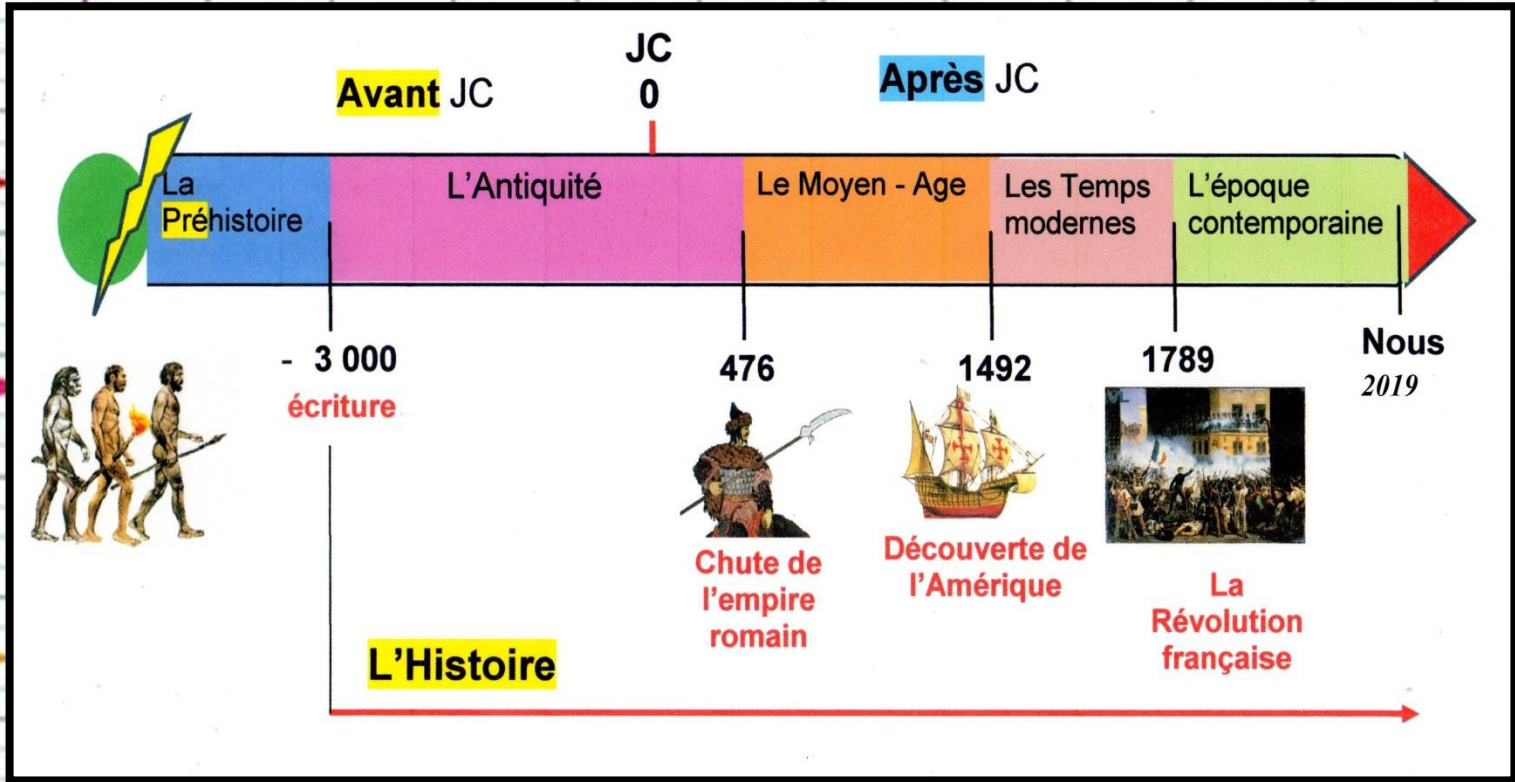 JC
0
Avant JC
Après JC
La
Préhistoire
L'Antiquité
Le Moyen - Age
Les Temps
modernes
L'époque
contemporaine
- 3 000
écriture
476
1492
1789
Nous
2019
Chute de
l'empire
romain
Découverte de
l'Amérique
VL
La
Révolution
française
L'Histoire